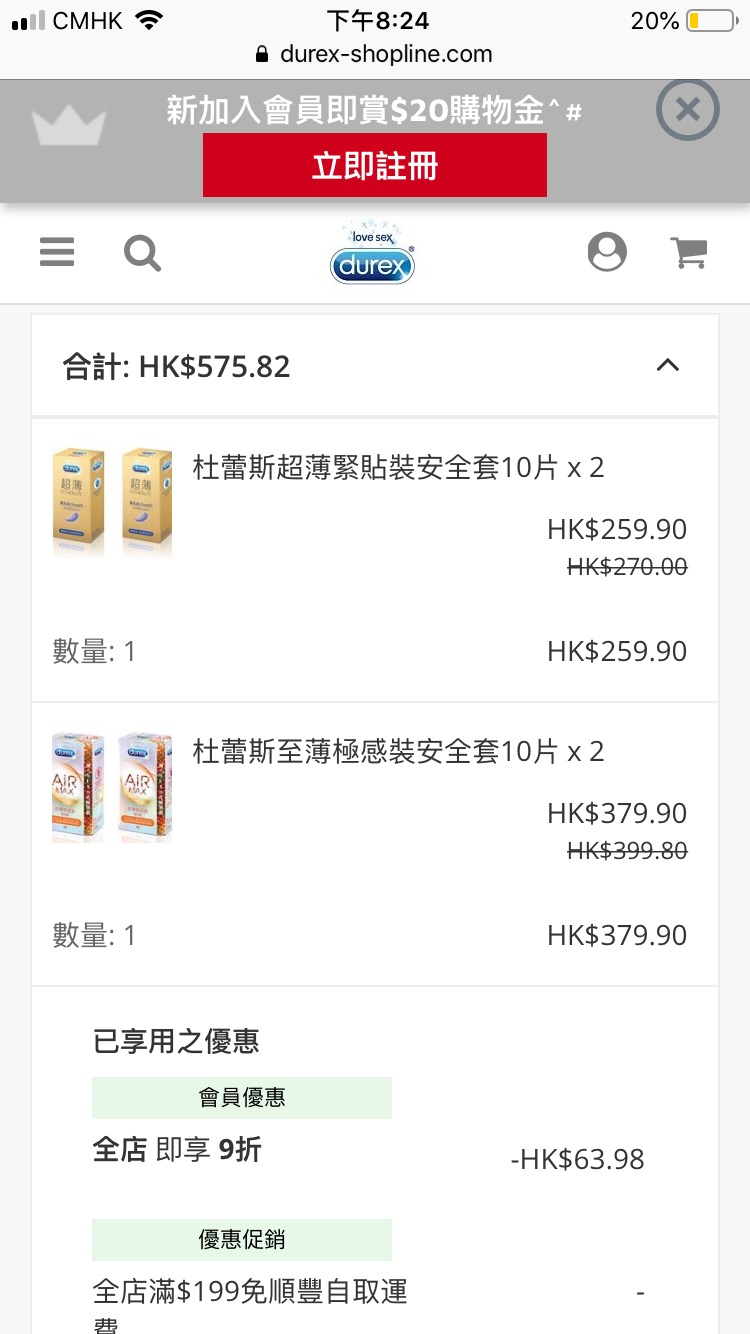 CMHK 下午8:24 20%
durex-shopline.com
新加入會員即賞$20購物金^#
立即註冊
love sex
durex®
合計: HK$575.82
杜蕾斯超薄緊貼裝安全套10片 x 2
durex 超薄
durex 超薄
HK$259.90
HK$270.00
數量: 1 HK$259.90
杜蕾斯至薄極感裝安全套10片 x 2
durex
AiR
MAX
durex
AiR
MAX
HK$379.90
HK$399.80
數量: 1 HK$379.90
已享用之優惠
會員優惠
全店 即享 9折 -HK$63.98
優惠促銷
全店滿$199免順豐自取運 -
費